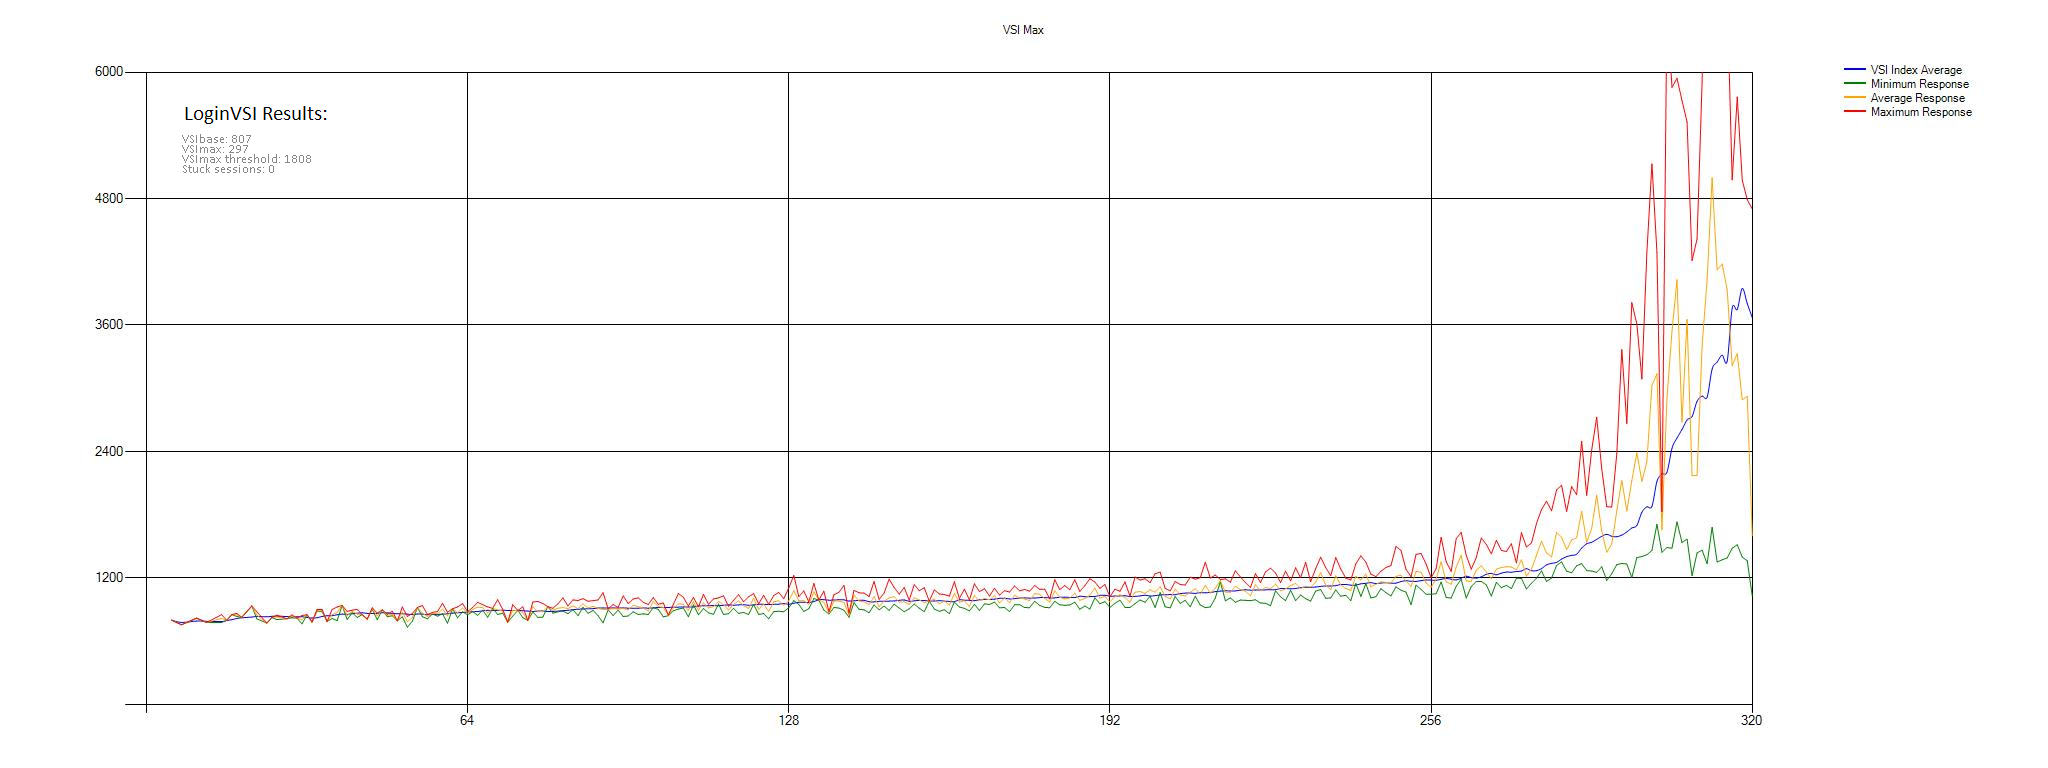 VSI Max
6000
4800
3600
2400
1200
64 128 192 256 320
LoginVSI Results:
VSIbase: 807
VSImax: 297
VSImax threshold: 1808
Stuck sessions: 0
VSI Index Average
Minimum Response
Average Response
Maximum Response